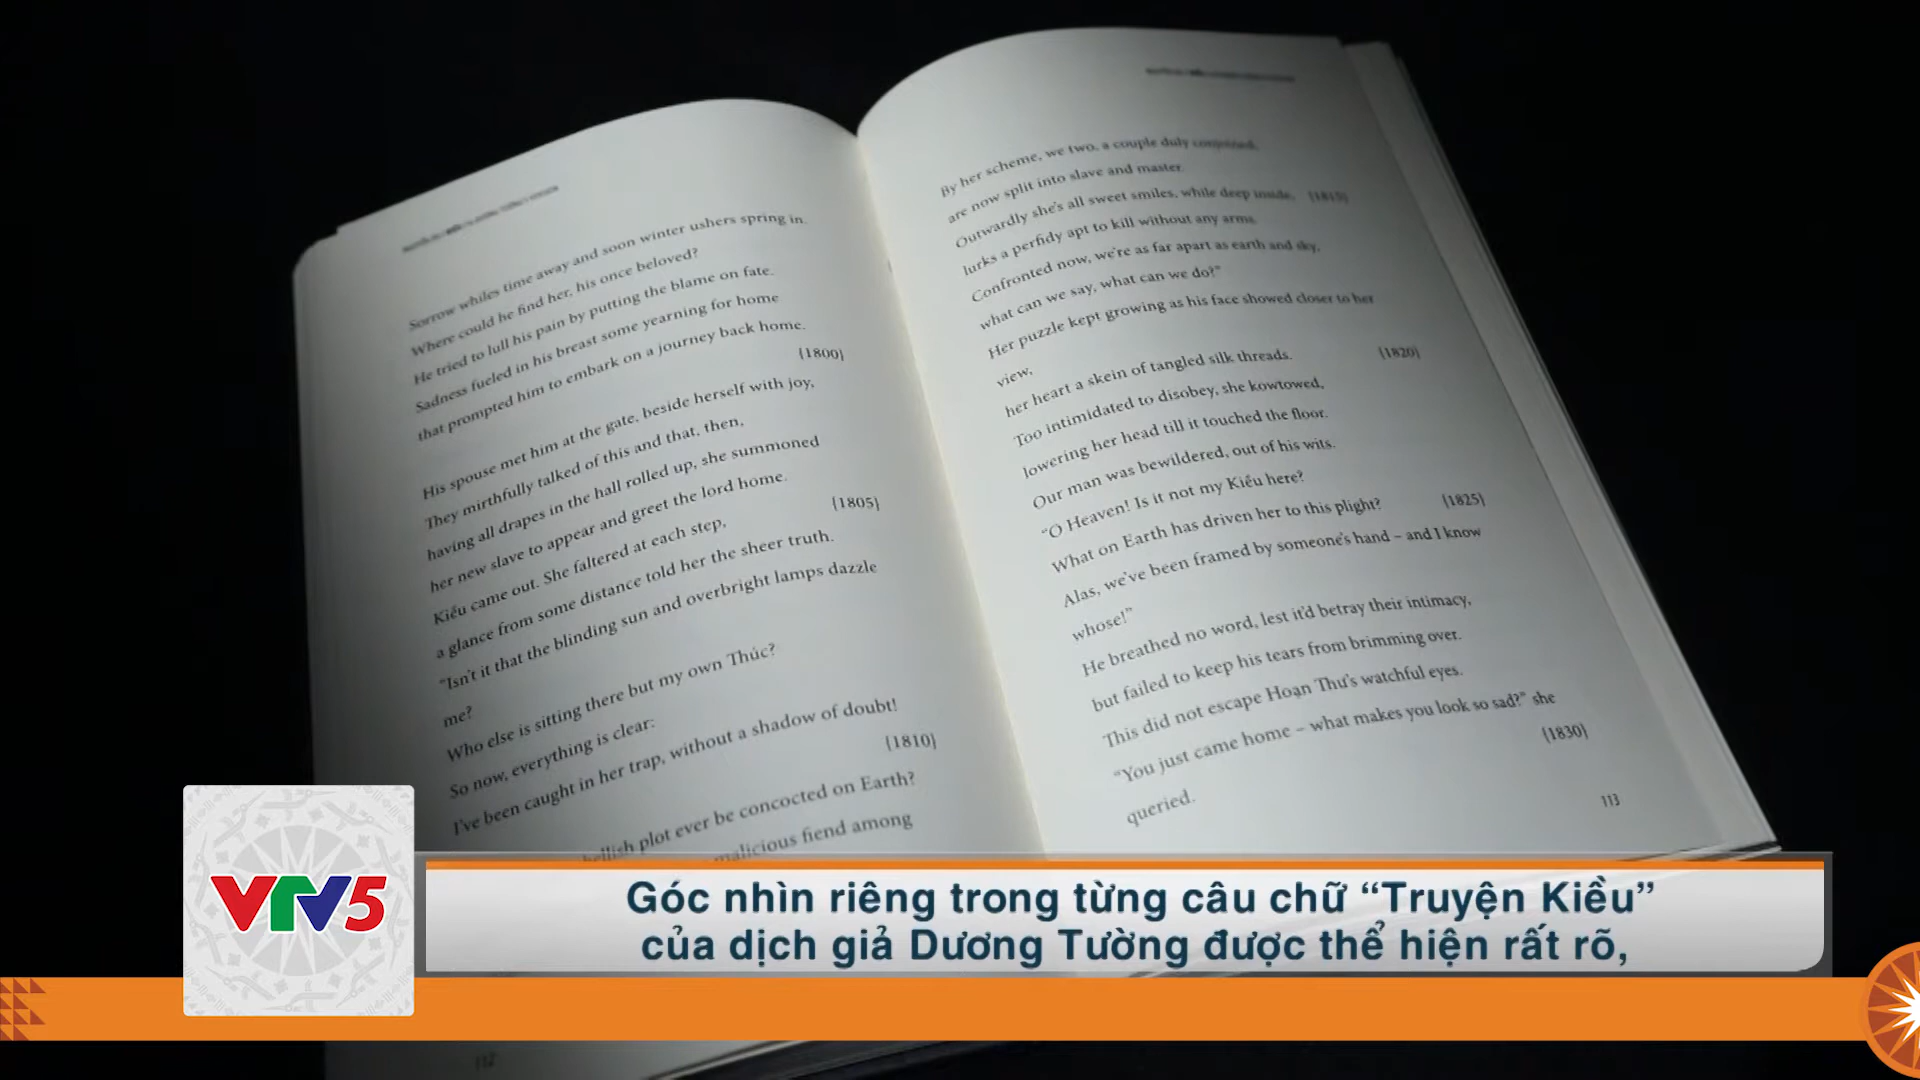 Sorrow whiles time away and soon winter ushers spring in.
Where could he find her, his once beloved?
He tried to lull his pain by putting the blame on fate.
Sadness fueled in his breast some yearning for home
that prompted him to embark on a journey back home.
{1800}
His spouse met him at the gate, beside herself with joy,
They mirthfully talked of this and that, then,
having all drapes in the hall rolled up, she summoned
her new slave to appear and greet the lord home.
{1805}
Kiều came out. She faltered at each step,
a glance from some distance told her the sheer truth.
“Isn’t it that the blinding sun and overbright lamps dazzle
me?
Who else is sitting there but my own Thúc?
So now, everything is clear:
I’ve been caught in her trap, without a shadow of doubt!
{1810}
plot ever be concocted on Earth?
malicious fiend among
112
By her scheme, we two, a couple duly conjoined,
are now split into slave and master.
Outwardly she’s all sweet smiles, while deep inside, {1815}
lurks a perfidy apt to kill without any arms.
Confronted now, we’re as far apart as earth and sky,
what can we say, what can we do?”
Her puzzle kept growing as his face showed closer to her
view,
her heart a skein of tangled silk threads. {1820}
Too intimidated to disobey, she kowtowed,
lowering her head till it touched the floor.
Our man was bewildered, out of his wits.
“O Heaven! Is it not my Kiều here?
What on Earth has driven her to this plight? {1825}
Alas, we’ve been framed by someone’s hand – and I know
whose!”
He breathed no word, lest it’d betray their intimacy,
but failed to keep his tears from brimming over.
This did not escape Hoạn Thư’s watchful eyes.
“You just came home – what makes you look so sad?” she
{1830}
queried.
113
VTV5
Góc nhìn riêng trong từng câu chữ “Truyện Kiều”
của dịch giả Dương Tường được thể hiện rất rõ,